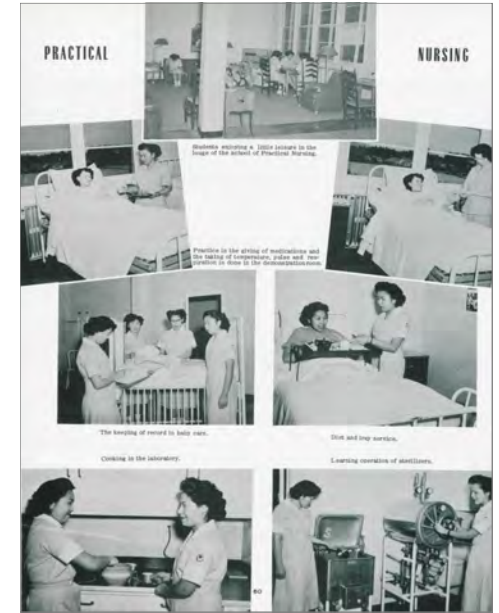 PRACTICAL NURSING
Students enjoying a little leisure in the
louge of the school of Practical Nursing.
Practice in the giving of medications and
the taking of temperature, pulse and res-
piration is done in the demonstration room.
The keeping of record in baby care.
Diet and tray service.
Cooking in the laboratory.
Learning operation of sterilizers.
60